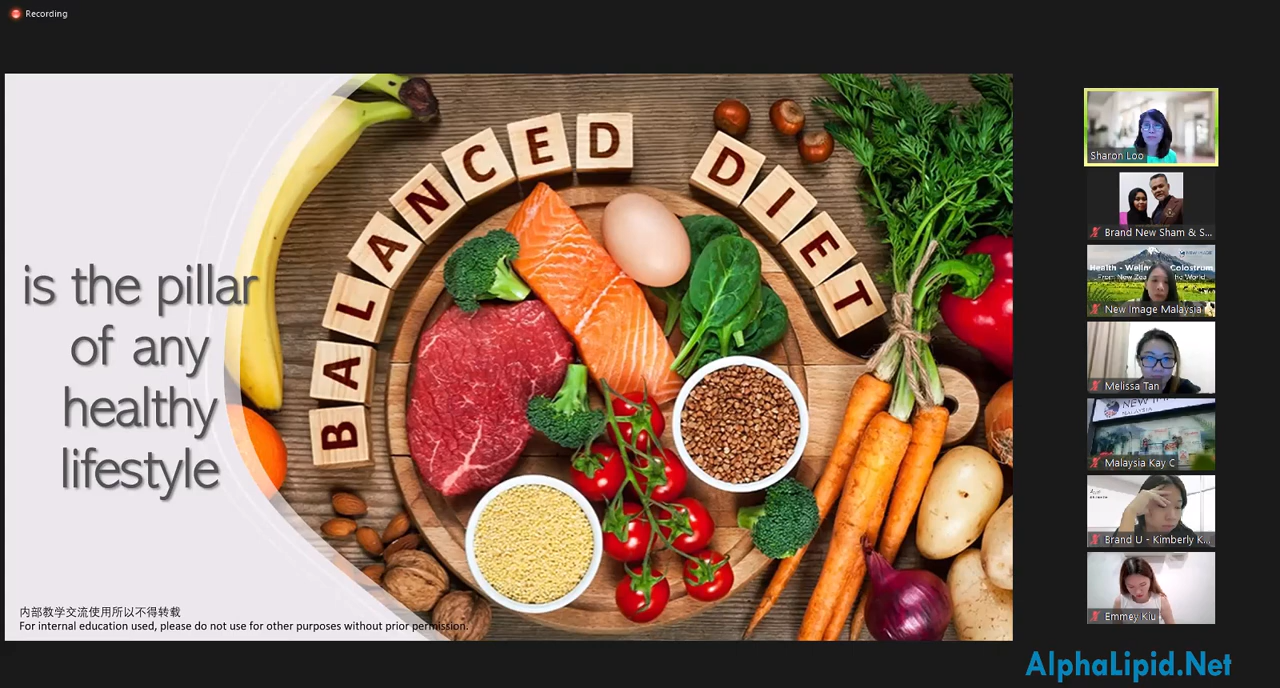 Recording
BALANCED DIET
is the pillar
of any
healthy
lifestyle
内部教学交流使用所以不得转载
For internal education used, please do not use for other purposes without prior permission.
Sharon Loo
Brand New Sham & S...
Health - Wellness
Colostrum
New Image Malaysia
Melissa Tan
MALAYSIA
Malaysia Kay C
Brand U - Kimberly K...
Emmey Kiu
AlphaLipid.Net